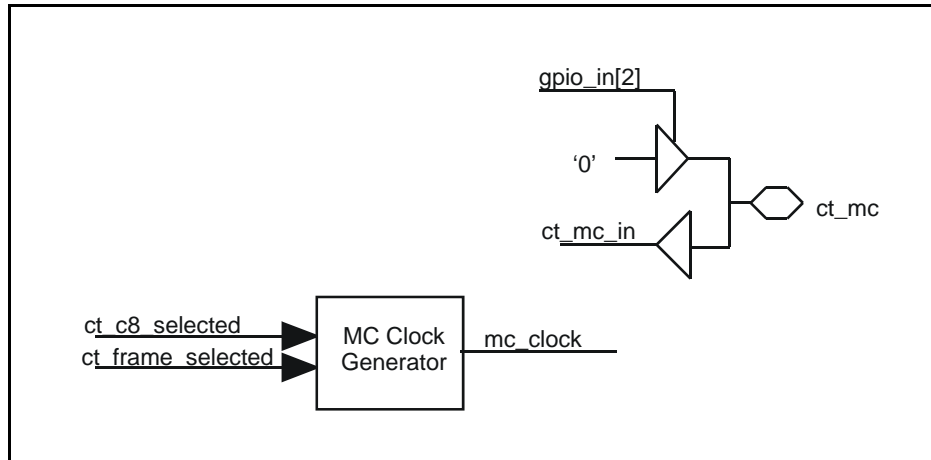 gpio_in[2]
‘0’
ct_mc
ct_mc_in
ct_c8_selected
ct_frame_selected
MC Clock
Generator
mc_clock